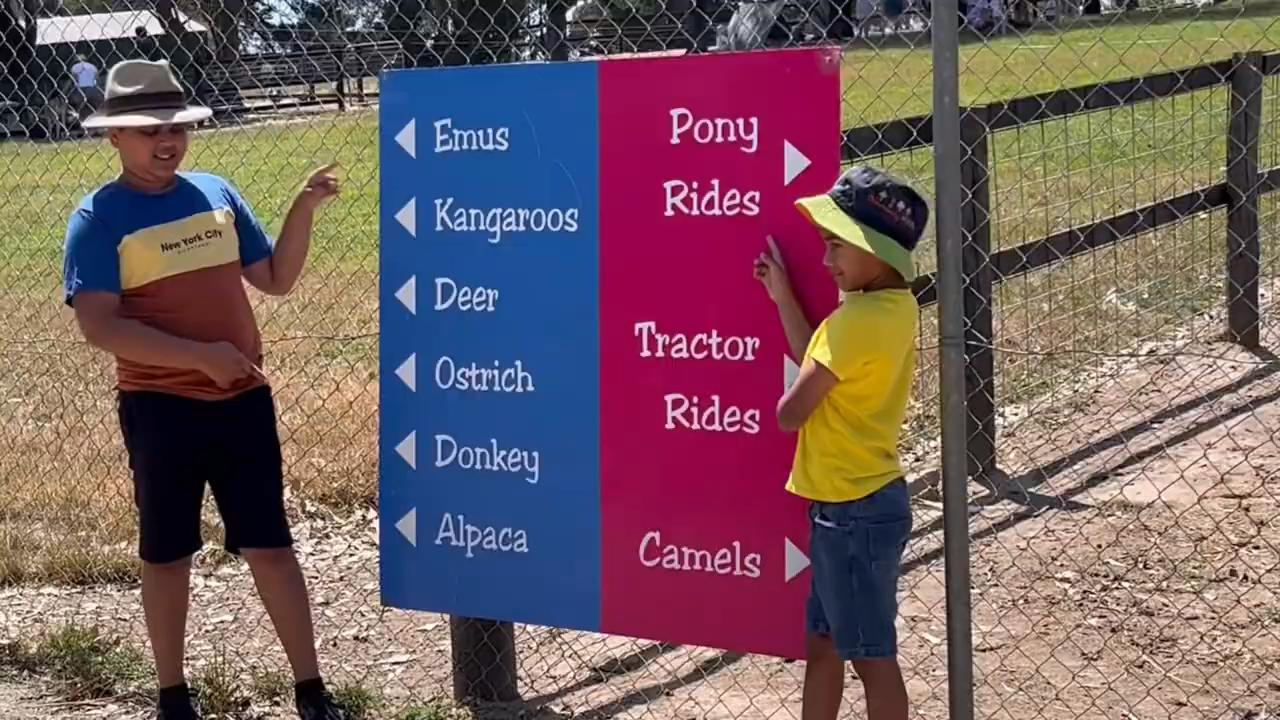 Emus
Kangaroos
Deer
Ostrich
Donkey
Alpaca
Pony
Rides
Tractor
Rides
Camels
New York City